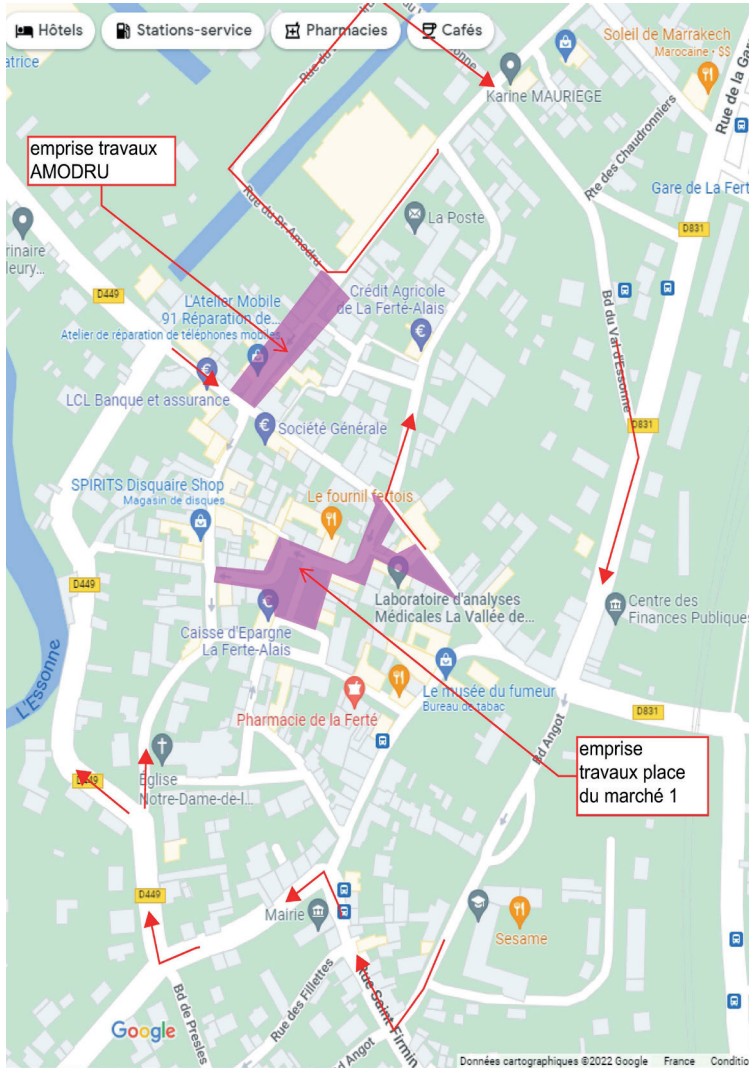 Hôtels
Stations-service
Pharmacies
Cafés
Soleil de Marrakech
Marocaine · $$
Karine MAURIEGE
Rue de la Gare
Rte des Chaudronniers
Rue du
Essonne
emprise travaux
AMODRU
Rue du Dr Amodru
La Poste
Gare de La Fert
D831
D449
L'Atelier Mobile
91 Réparation de...
Atelier de réparation de téléphones mobiles
Crédit Agricole
de La Ferté-Alais
Bd du Val d'Essonne
LCL Banque et assurance
Société Générale
D831
SPIRITS Disquaire Shop
Magasin de disques
Le fournil fertois
D449
Laboratoire d'analyses
Médicales La Vallée de...
Centre des
Finances Publiques
Caisse d'Epargne
La Ferte-Alais
L'Essonne
Le musée du fumeur
Bureau de tabac
Pharmacie de la Ferté
D831
Bd Angot
emprise
travaux place
du marché 1
Église
Notre-Dame-de-l...
D449
D449
Mairie
Sesame
Rue Saint Firmin
Rue des Fillettes
Bd de Presles
Bd Angot
Google
Données cartographiques ©2022 Google France Conditio